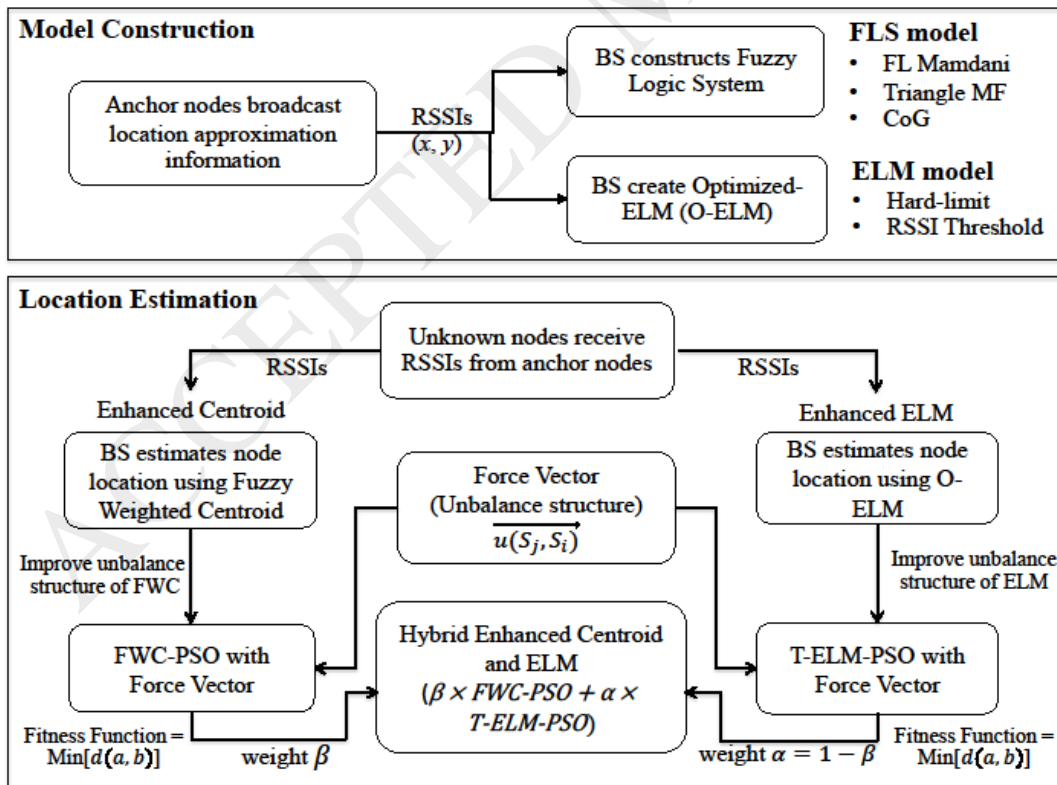 Model Construction
Anchor nodes broadcast
location approximation
information
RSSIs
(x, y)
BS constructs Fuzzy
Logic System
BS create Optimized-
ELM (O-ELM)
FLS model
• FL Mamdani
• Triangle MF
• CoG
ELM model
• Hard-limit
• RSSI Threshold
Location Estimation
Unknown nodes receive
RSSIs from anchor nodes
RSSIs
RSSIs
Enhanced Centroid
Enhanced ELM
BS estimates node
location using Fuzzy
Weighted Centroid
Force Vector
(Unbalance structure)
u(S_j, S_i)
BS estimates node
location using O-
ELM
Improve unbalance
structure of FWC
Improve unbalance
structure of ELM
FWC-PSO with
Force Vector
Hybrid Enhanced Centroid
and ELM
(β × FWC-PSO + α ×
T-ELM-PSO)
T-ELM-PSO with
Force Vector
Fitness Function =
Min[d(a, b)]
weight β
weight α = 1 − β
Fitness Function =
Min[d(a, b)]
ACCEPTED M